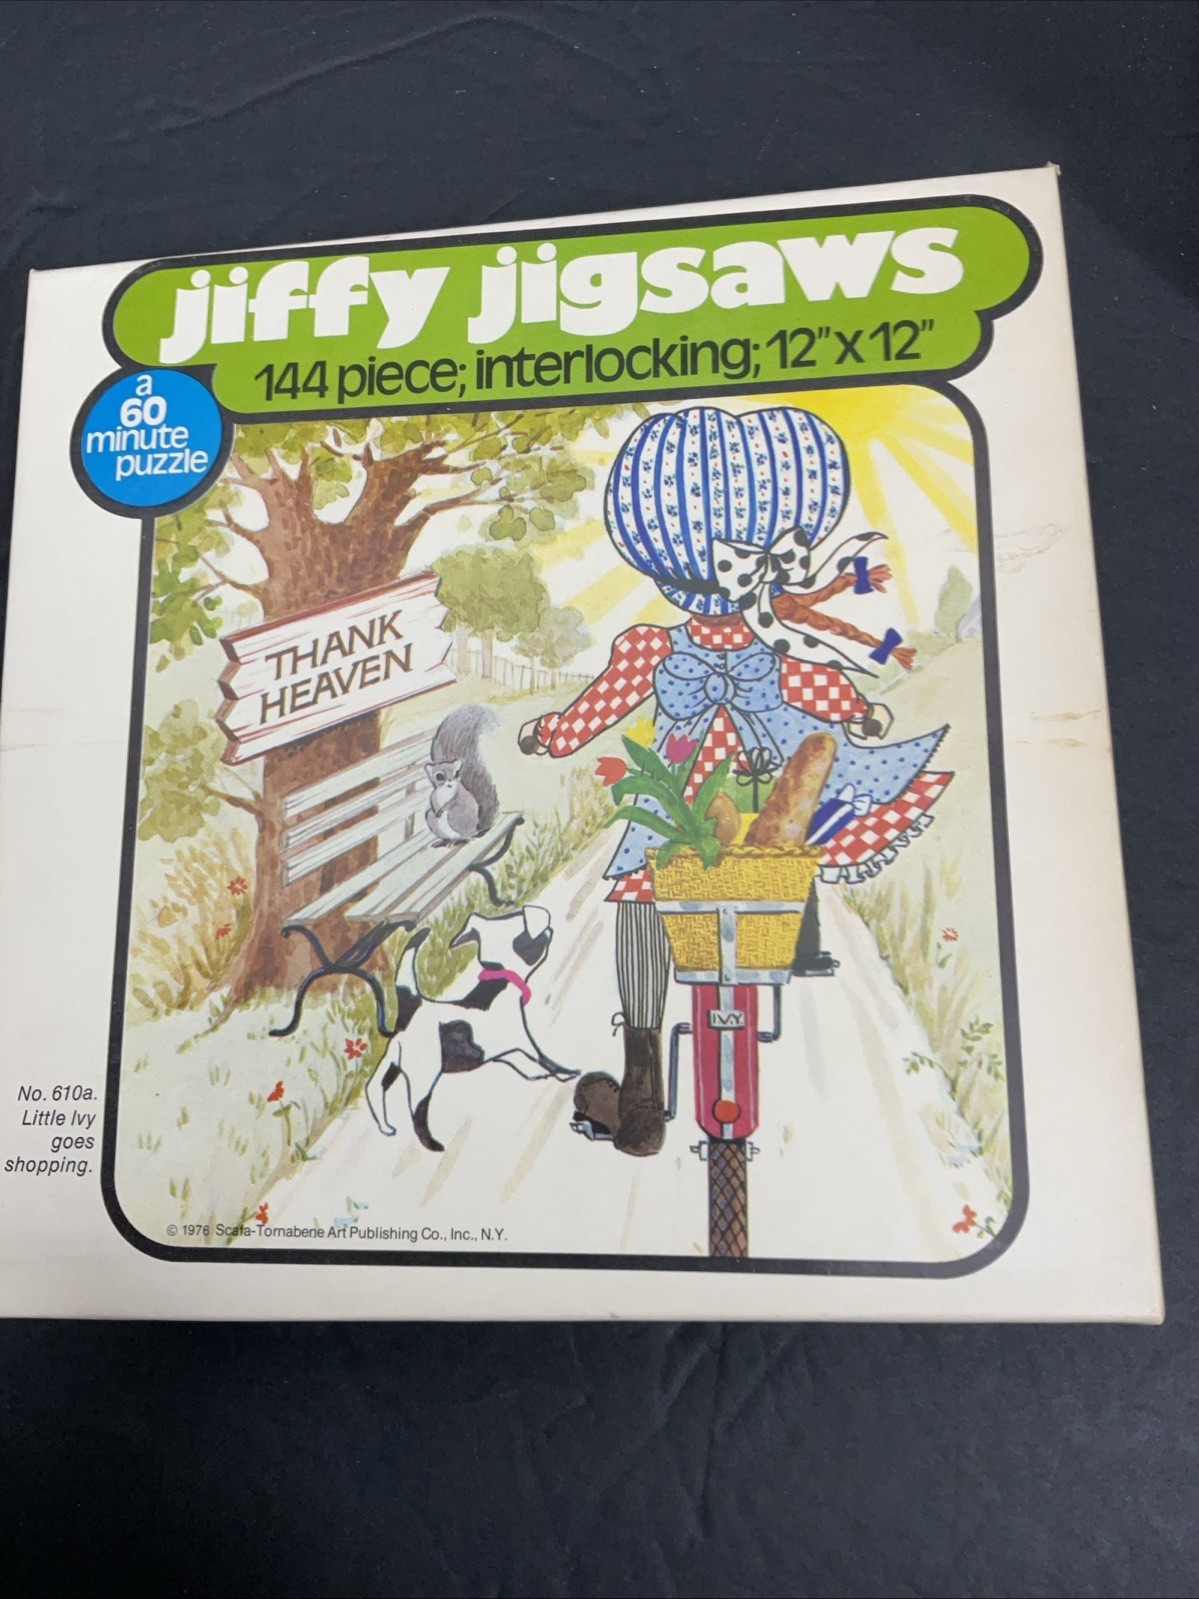 jiffy jigsaws
144 piece; interlocking; 12" X 12"
a
60
minute
puzzle
THANK
HEAVEN
I.V.Y.
No. 610a.
Little Ivy
goes
shopping.
© 1976 Scafa-Tornabene Art Publishing Co., Inc., N.Y.